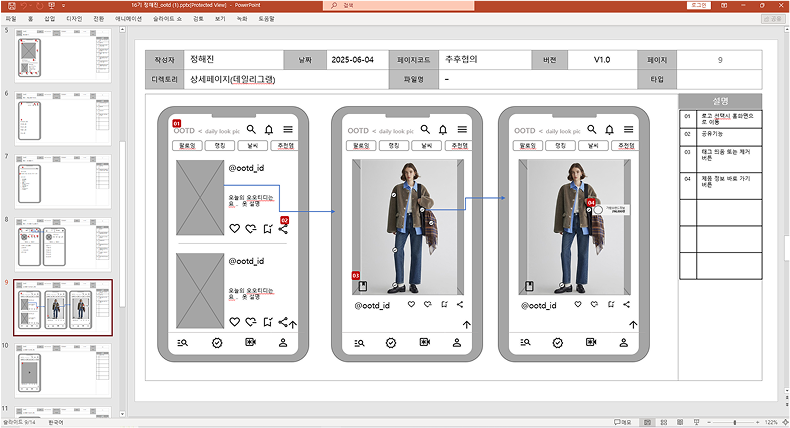 16기 정해진_ootd (1).pptx[Protected View] - PowerPoint
검색
로그인
파일 홈 삽입 디자인 전환 애니메이션 슬라이드 쇼 검토 보기 녹화 도움말
공유
5
6
7
8
9
10
11
작성자 정해진 날짜 2025-06-04 페이지코드 추후협의 버전 V1.0 페이지 9
디렉토리 상세페이지(데일리그램) 파일명 - 타입
설명
01 로고 선택시 홈화면으로 이동
02 공유기능
03 태그 띄움 또는 제거 버튼
04 제품 정보 바로 가기 버튼
01
OOTD < daily look pic
팔로잉 랭킹 날씨 추천템
@ootd_id
오늘의 오오티디는
요 . 옷 설명
02
@ootd_id
오늘의 오오티디는
요 . 옷 설명
OOTD < daily look pic
팔로잉 랭킹 날씨 추천템
03
@ootd_id
OOTD < daily look pic
팔로잉 랭킹 날씨 추천템
04
@ootd_id
슬라이드 9/14 한국어
메모
122%